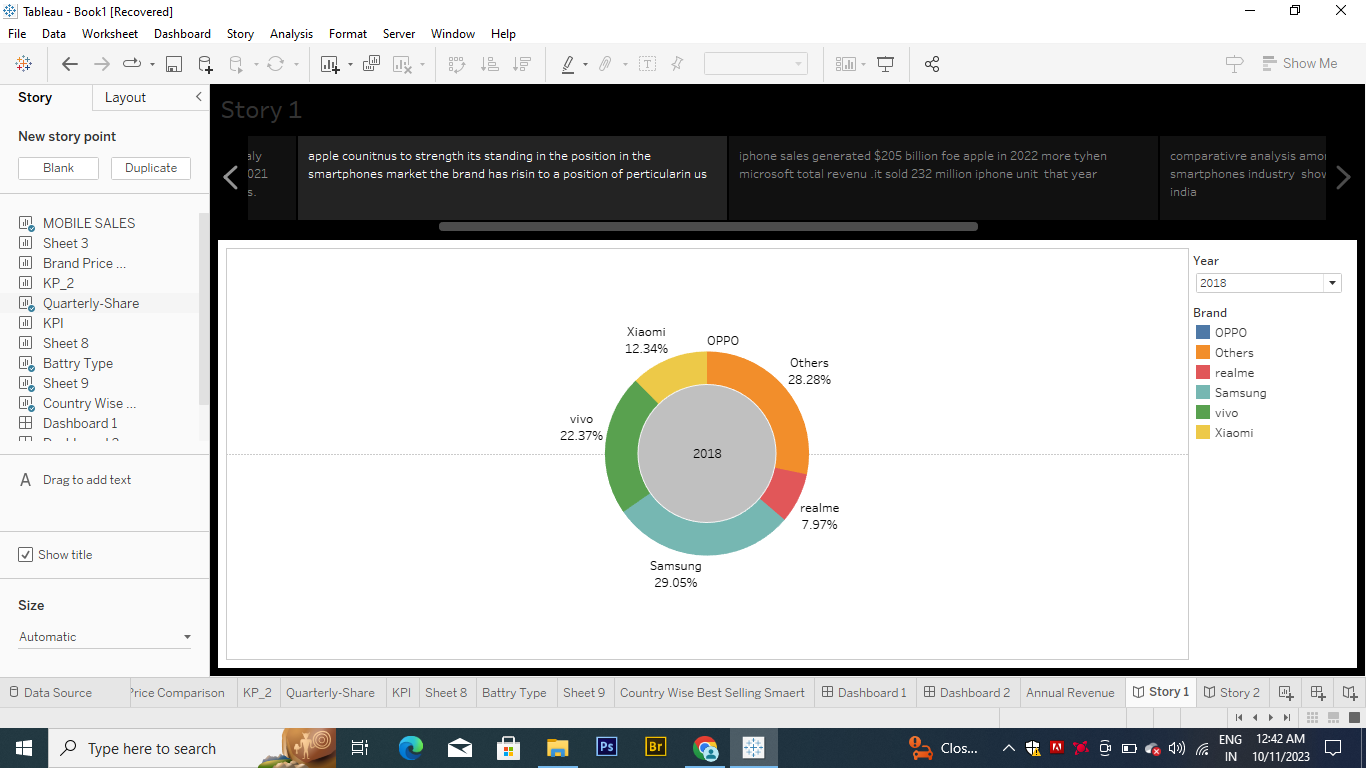 Tableau - Book1 [Recovered]
File Data Worksheet Dashboard Story Analysis Format Server Window Help
Show Me
Story Layout
New story point
Blank Duplicate
MOBILE SALES
Sheet 3
Brand Price ...
KP_2
Quarterly-Share
KPI
Sheet 8
Battry Type
Sheet 9
Country Wise ...
Dashboard 1
A Drag to add text
Show title
Size
Automatic
Story 1
aly
021
s.
apple counitnus to strength its standing in the position in the
smartphones market the brand has risin to a position of perticularin us
iphone sales generated $205 billion foe apple in 2022 more tyhen
microsoft total revenu .it sold 232 million iphone unit that year
comparativre analysis amo
smartphones industry shov
india
Xiaomi
12.34%
OPPO
Others
28.28%
vivo
22.37%
2018
realme
7.97%
Samsung
29.05%
Year
2018
Brand
OPPO
Others
realme
Samsung
vivo
Xiaomi
Data Source Price Comparison KP_2 Quarterly-Share KPI Sheet 8 Battry Type Sheet 9 Country Wise Best Selling Smaert Dashboard 1 Dashboard 2 Annual Revenue Story 1 Story 2
Type here to search
Ps
Br
Clos...
ENG
IN
12:42 AM
10/11/2023